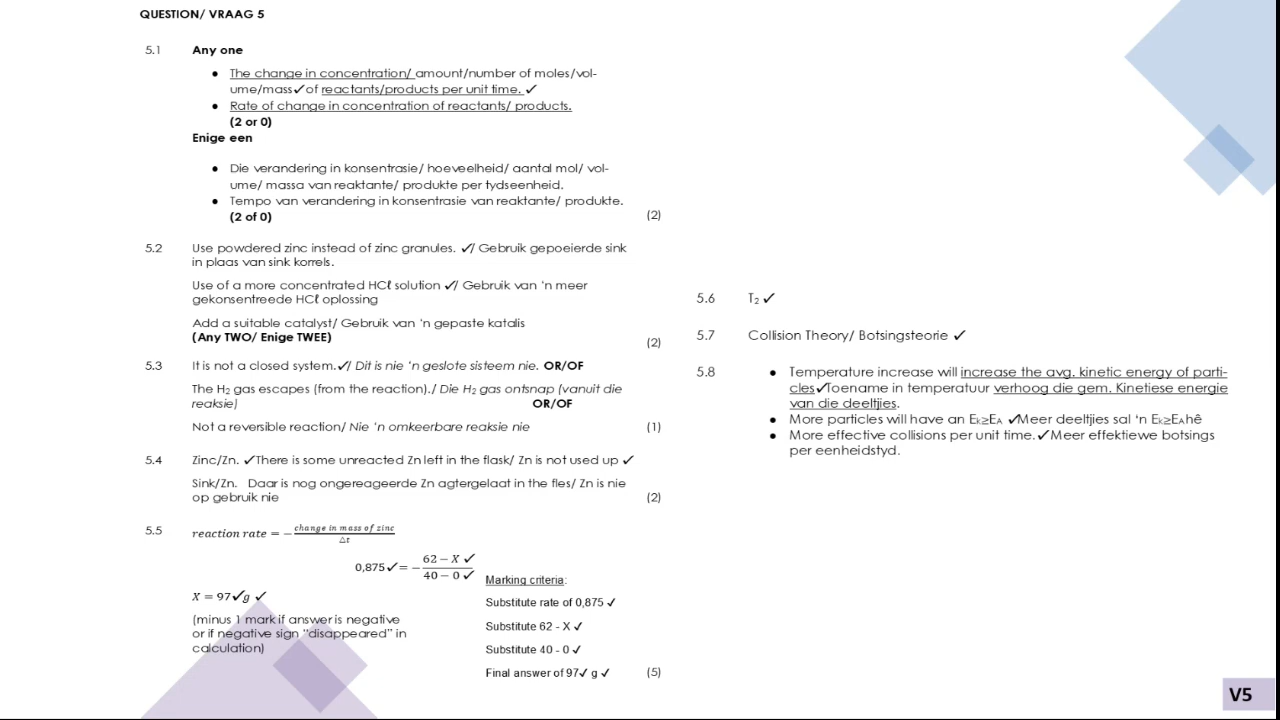 QUESTION/ VRAAG 5
5.1 Any one
● The change in concentration/ amount/number of moles/vol-
ume/mass✓of reactants/products per unit time. ✓
● Rate of change in concentration of reactants/ products.
(2 or 0)
Enige een
● Die verandering in konsentrasie/ hoeveelheid/ aantal mol/ vol-
ume/ massa van reaktante/ produkte per tydseenheid.
● Tempo van verandering in konsentrasie van reaktante/ produkte.
(2 of 0) (2)
5.2 Use powdered zinc instead of zinc granules. ✓/ Gebruik gepoeierde sink
in plaas van sink korrels.
Use of a more concentrated HCℓ solution ✓/ Gebruik van 'n meer
gekonsentreede HCℓ oplossing
Add a suitable catalyst/ Gebruik van 'n gepaste katalis
(Any TWO/ Enige TWEE) (2)
5.3 It is not a closed system.✓/ Dit is nie 'n geslote sisteem nie. OR/OF
The H₂ gas escapes (from the reaction)./ Die H₂ gas ontsnap (vanuit die
reaksie) OR/OF
Not a reversible reaction/ Nie 'n omkeerbare reaksie nie (1)
5.4 Zinc/Zn. ✓There is some unreacted Zn left in the flask/ Zn is not used up ✓
Sink/Zn. Daar is nog ongereageerde Zn agtergelaat in the fles/ Zn is nie
op gebruik nie (2)
5.5 reaction rate = − change in mass of zinc / Δt
0,875✓= − 62 − X ✓ / 40 − 0 ✓
X = 97✓g ✓
(minus 1 mark if answer is negative
or if negative sign "disappeared" in
calculation)
Marking criteria:
Substitute rate of 0,875 ✓
Substitute 62 - X ✓
Substitute 40 - 0 ✓
Final answer of 97✓ g ✓ (5)
5.6 T₂ ✓
5.7 Collision Theory/ Botsingsteorie ✓
5.8 ● Temperature increase will increase the avg. kinetic energy of parti-
cles✓Toename in temperatuur verhoog die gem. Kinetiese energie
van die deeltjies.
● More particles will have an Eₖ≥Eₐ ✓Meer deeltjies sal 'n Eₖ≥Eₐhê
● More effective collisions per unit time.✓Meer effektiewe botsings
per eenheidstyd.
V5